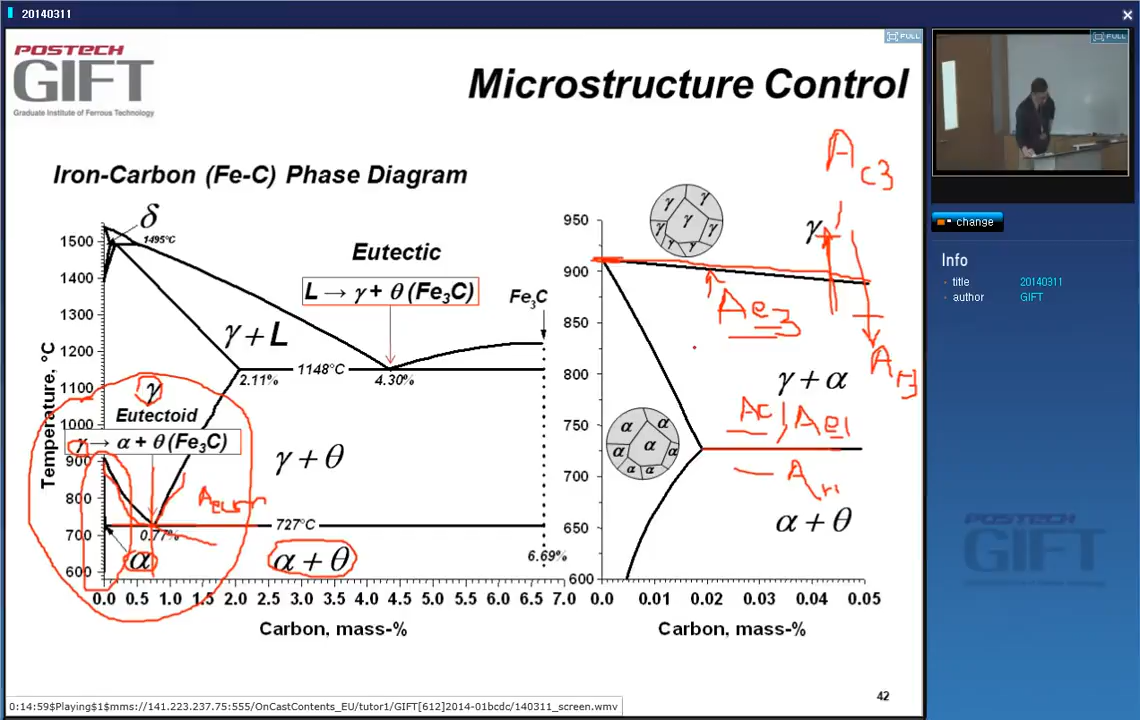 20140311
FULL
FULL
POSTECH
GIFT
Graduate Institute of Ferrous Technology
Microstructure Control
Iron-Carbon (Fe-C) Phase Diagram
Eutectic
L → γ + θ (Fe3C)
Fe3C
δ
1495°C
γ + L
1148°C
2.11%
4.30%
γ
Eutectoid
γ → α + θ (Fe3C)
γ + θ
727°C
0.77%
α
α + θ
6.69%
Temperature, °C
1500
1400
1300
1200
1100
1000
900
800
700
600
0.0 0.5 1.0 1.5 2.0 2.5 3.0 3.5 4.0 4.5 5.0 5.5 6.0 6.5 7.0
Carbon, mass-%
950
900
850
800
750
700
650
600
γ γ γ γ γ γ γ
γ
Ac3
Ae3
Ar3
γ + α
Ac1 Ae1
α α α α α α α
Ar1
α + θ
0.0 0.01 0.02 0.03 0.04 0.05
Carbon, mass-%
42
POSTECH
GIFT
change
Info
title 20140311
author GIFT
0:14:59$Playing$1$mms://141.223.237.75:555/OnCastContents_EU/tutor1/GIFT[612]2014-01bcdc/140311_screen.wmv